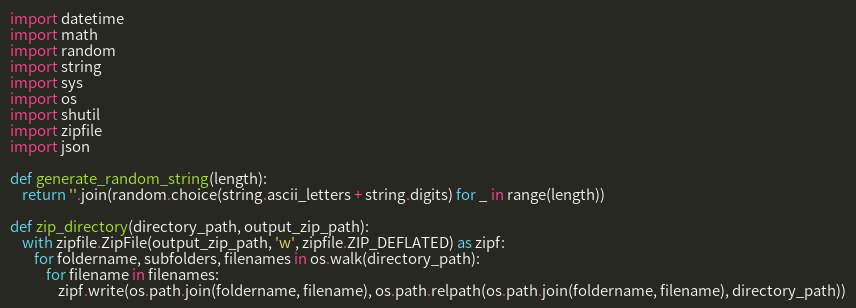 import datetime
import math
import random
import string
import sys
import os
import shutil
import zipfile
import json

def generate_random_string(length):
    return ''.join(random.choice(string.ascii_letters + string.digits) for _ in range(length))

def zip_directory(directory_path, output_zip_path):
    with zipfile.ZipFile(output_zip_path, 'w', zipfile.ZIP_DEFLATED) as zipf:
        for foldername, subfolders, filenames in os.walk(directory_path):
            for filename in filenames:
                zipf.write(os.path.join(foldername, filename), os.path.relpath(os.path.join(foldername, filename), directory_path))